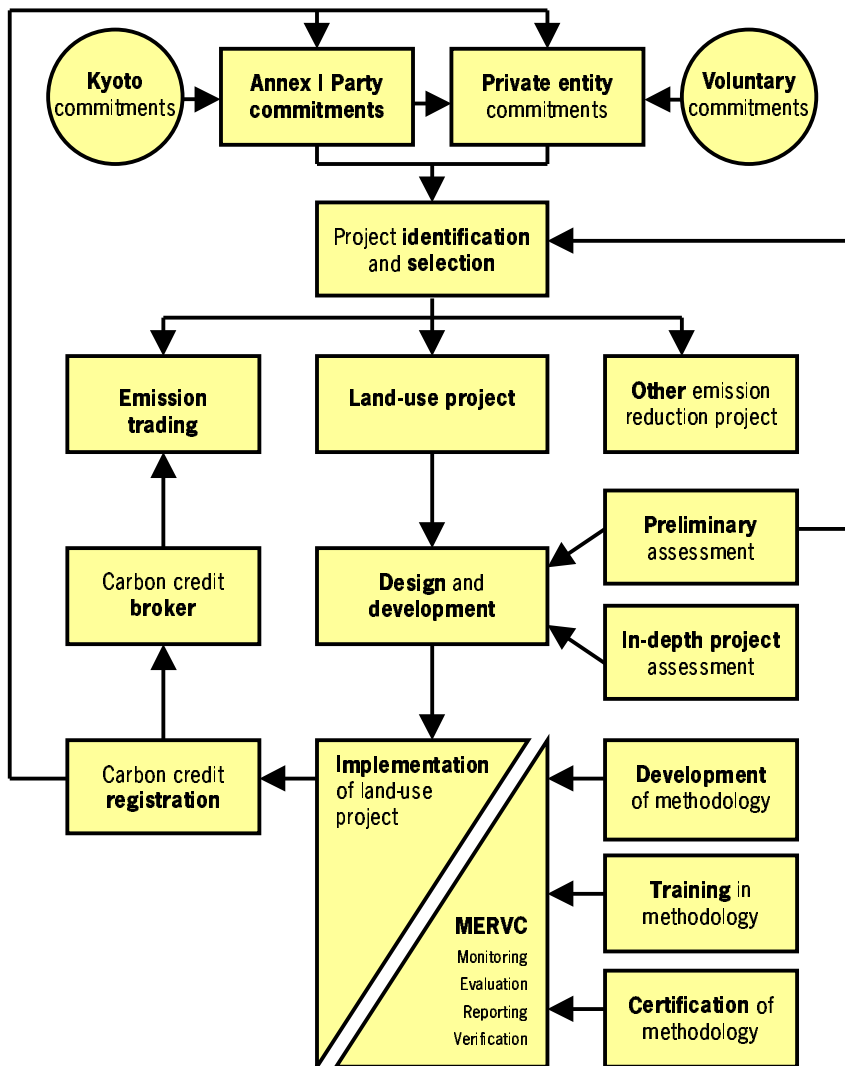 Kyoto
commitments
Annex I Party
commitments
Private entity
commitments
Voluntary
commitments
Project identification
and selection
Emission
trading
Land-use project
Other emission
reduction project
Preliminary
assessment
Carbon credit
broker
Design and
development
In-depth project
assessment
Carbon credit
registration
Implementation
of land-use
project
Development
of methodology
Training in
methodology
MERVC
Monitoring
Evaluation
Reporting
Verification
Certification of
methodology